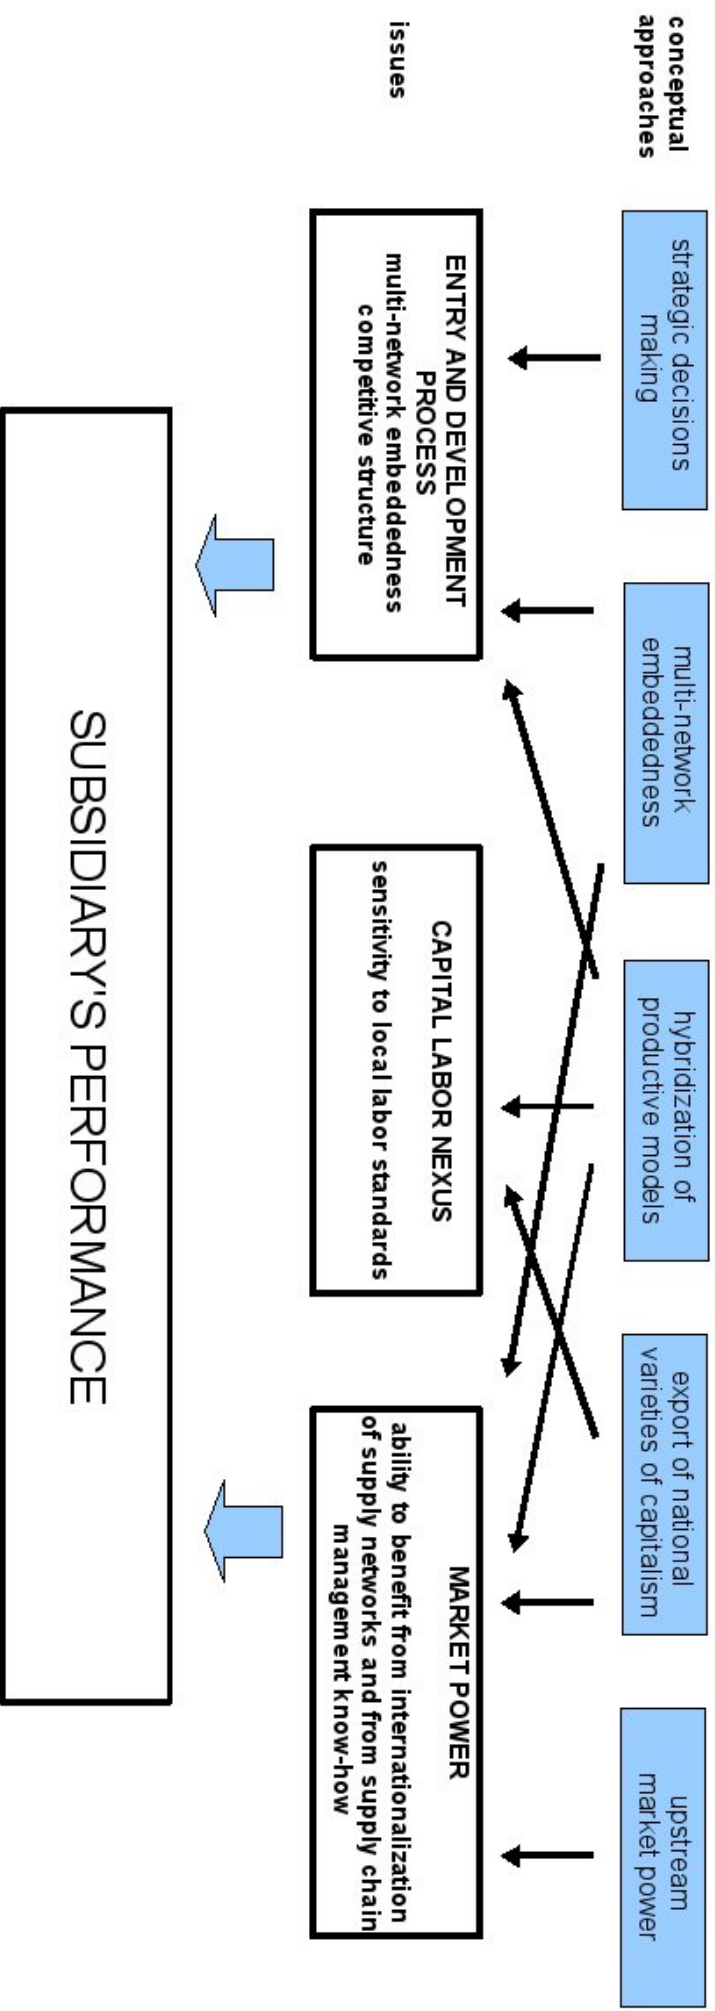 conceptual
approaches
strategic decisions
making
multi-network
embeddedness
hybridization of
productive models
export of national
varieties of capitalism
upstream
market power
issues
ENTRY AND DEVELOPMENT
PROCESS
multi-network embeddedness
competitive structure
CAPITAL LABOR NEXUS
sensitivity to local labor standards
MARKET POWER
ability to benefit from internationalization
of supply networks and from supply chain
management know-how
SUBSIDIARY'S PERFORMANCE